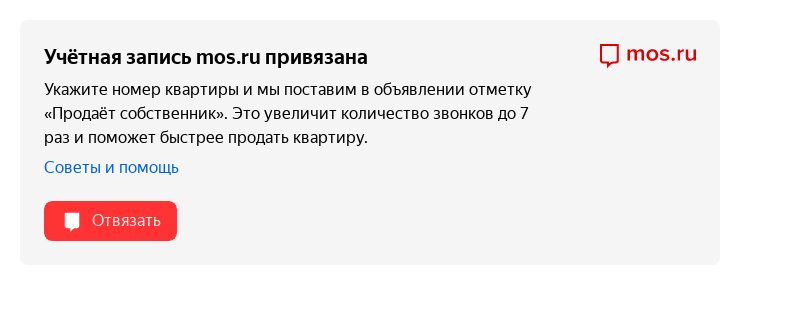 Учётная запись mos.ru привязана
mos.ru
Укажите номер квартиры и мы поставим в объявлении отметку
«Продаёт собственник». Это увеличит количество звонков до 7
раз и поможет быстрее продать квартиру.
Советы и помощь
Отвязать